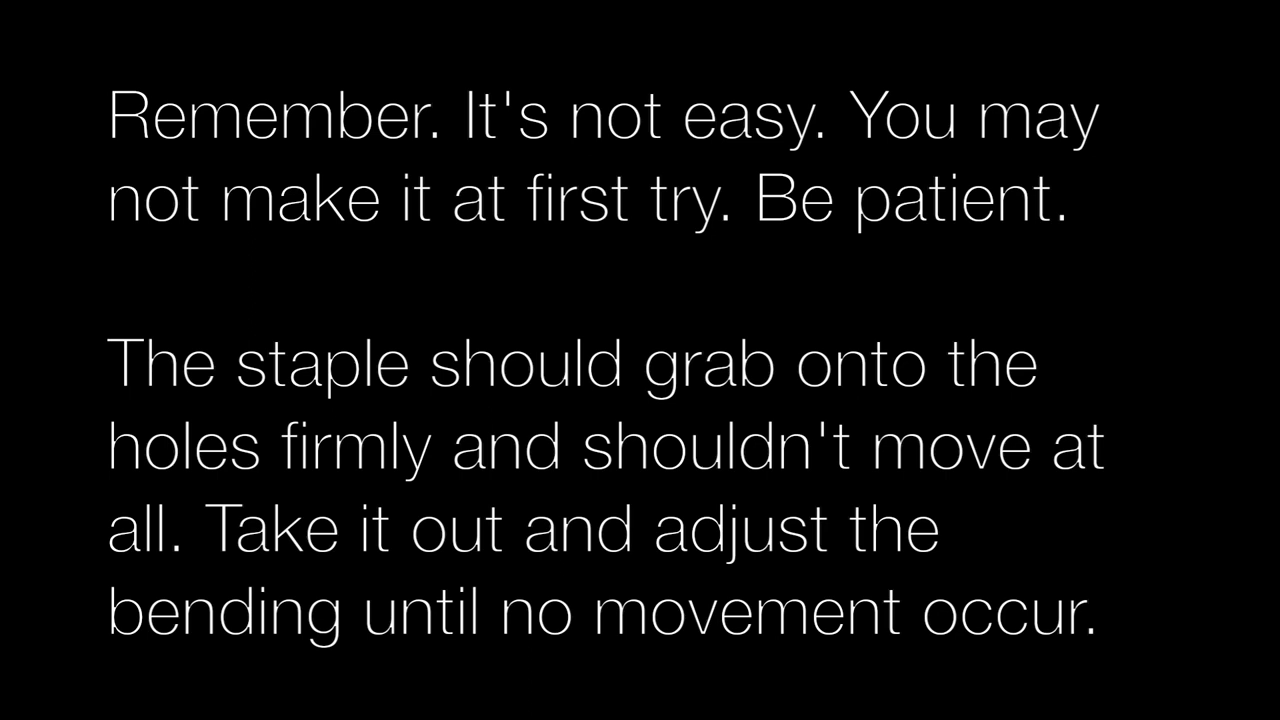 Remember. It's not easy. You may
not make it at first try. Be patient.
The staple should grab onto the
holes firmly and shouldn't move at
all. Take it out and adjust the
bending until no movement occur.